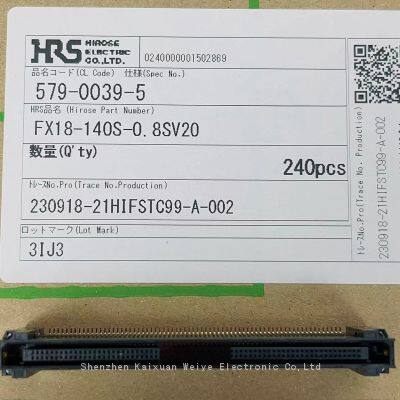 HRS HIROSE
ELECTRIC
CO.,LTD.
0240000001502869
品名コード(CL Code) 仕様(Spec No.)
579-0039-5
HRS品名 (Hirose Part Number)
FX18-140S-0.8SV20
数量(Q'ty)
240pcs
ﾄﾚｰｽNo.Pro(Trace No.Production)
230918-21HIFSTC99-A-002
ロットマーク(Lot Mark)
3IJ3
ﾄﾚｰｽNo.Pro(Trace No. Production)
230918-21HIFSTC99-A-002
Shenzhen Kaixuan Weiye Electronic Co.,Ltd